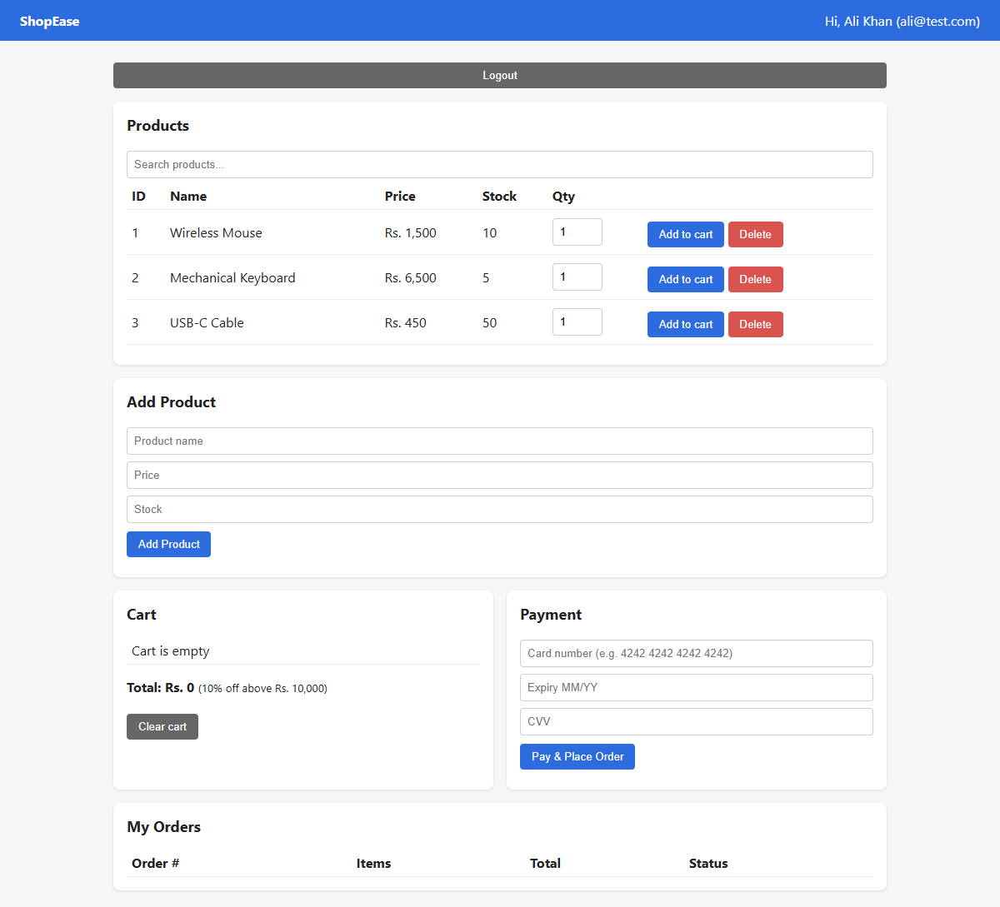 ShopEase
Hi, Ali Khan (ali@test.com)
Logout
Products
Search products...
ID Name Price Stock Qty
1 Wireless Mouse Rs. 1,500 10 1 Add to cart Delete
2 Mechanical Keyboard Rs. 6,500 5 1 Add to cart Delete
3 USB-C Cable Rs. 450 50 1 Add to cart Delete
Add Product
Product name
Price
Stock
Add Product
Cart
Cart is empty
Total: Rs. 0 (10% off above Rs. 10,000)
Clear cart
Payment
Card number (e.g. 4242 4242 4242 4242)
Expiry MM/YY
CVV
Pay & Place Order
My Orders
Order # Items Total Status